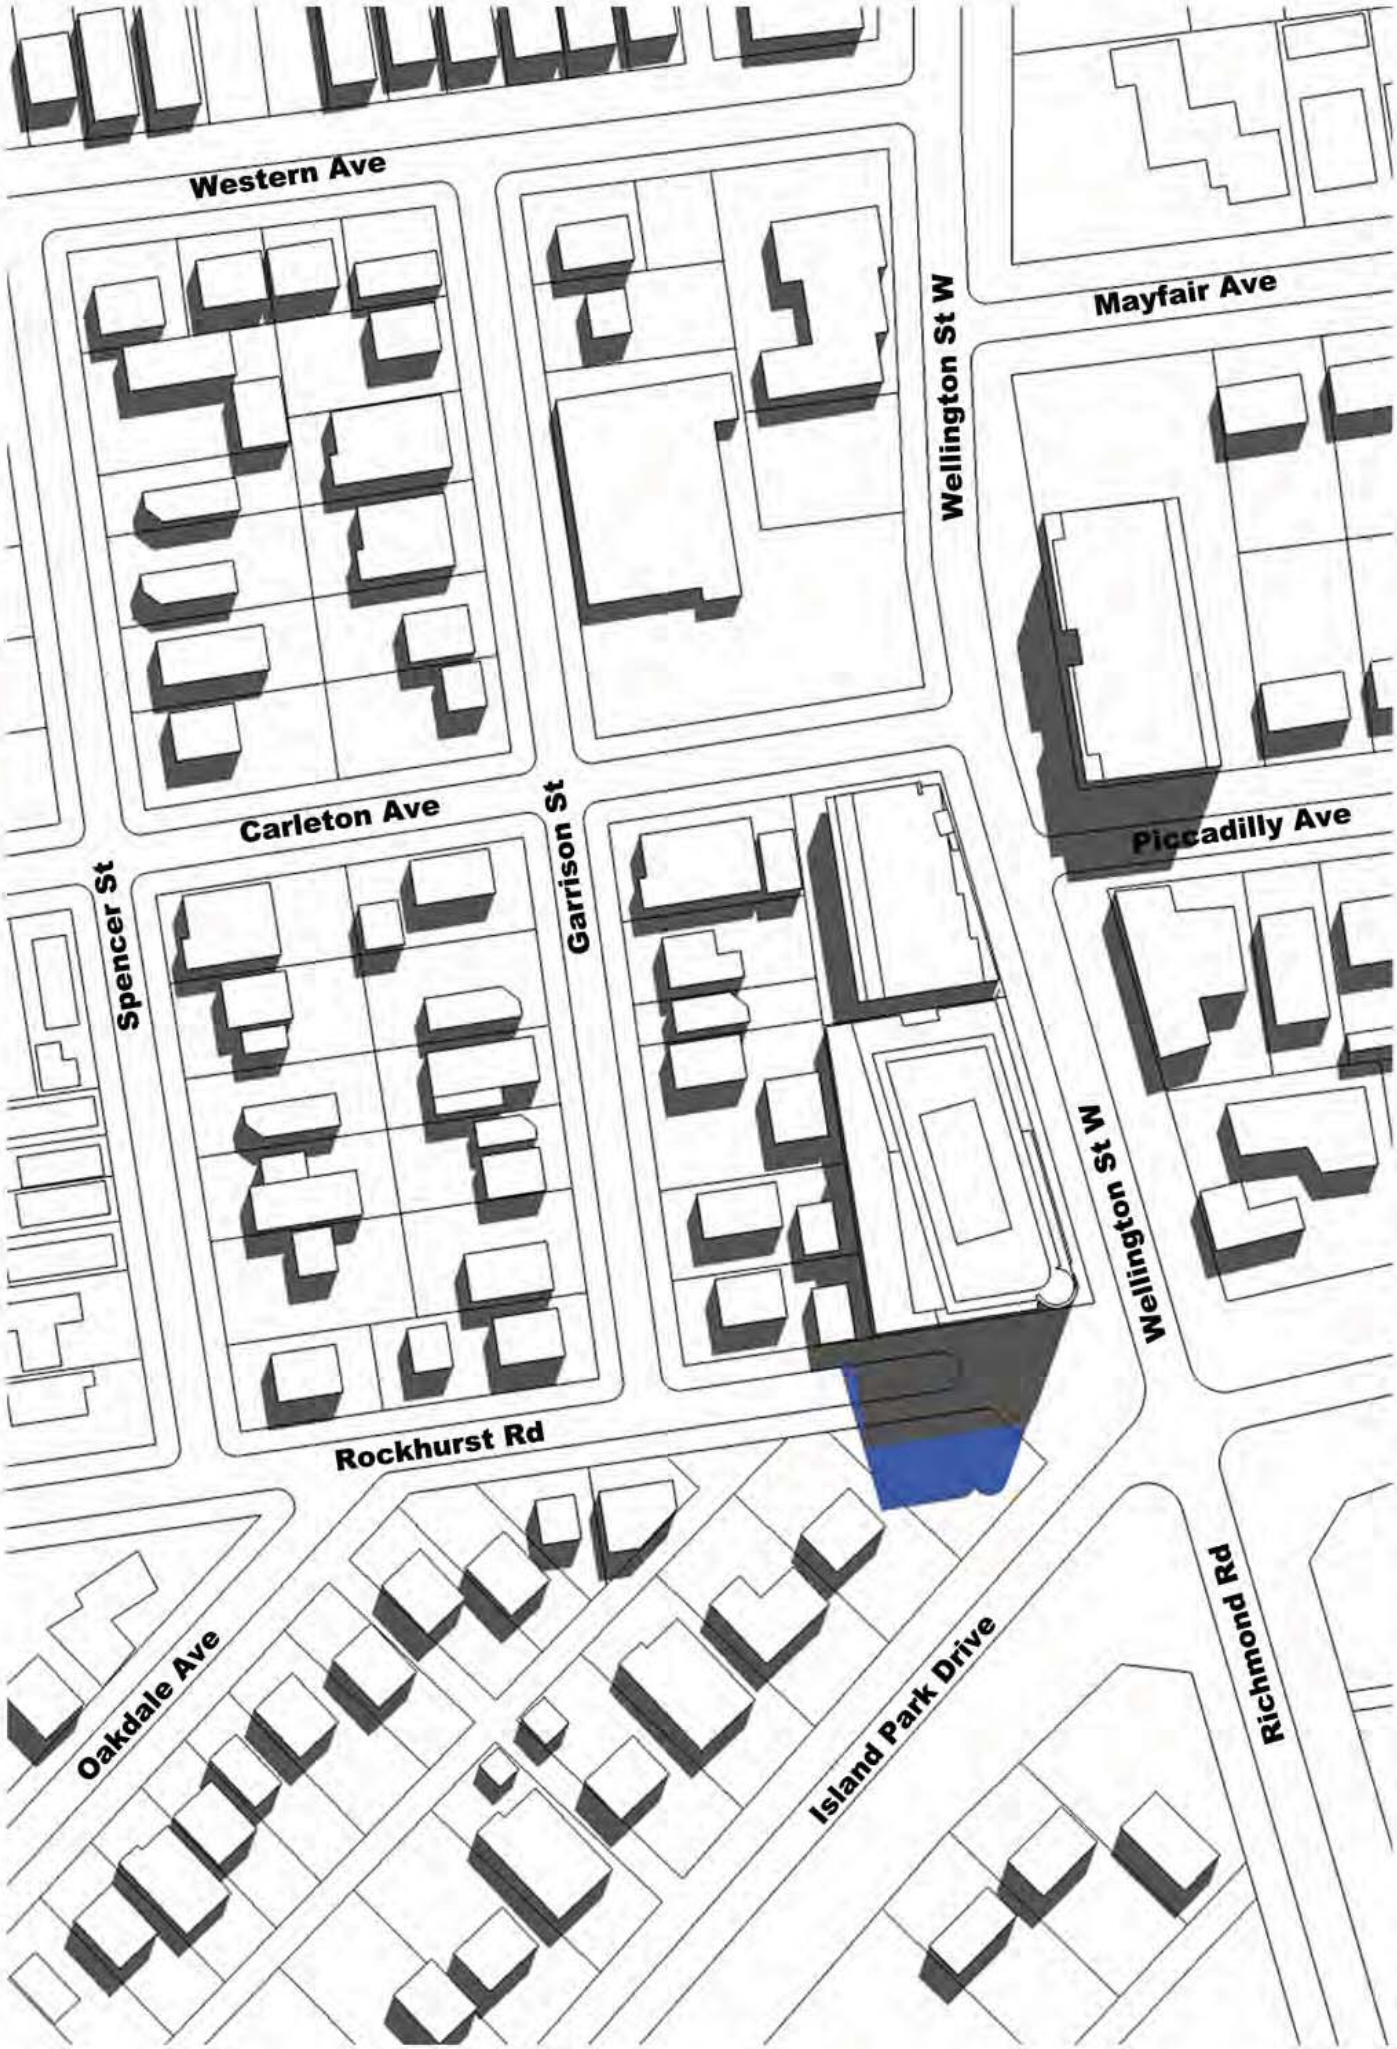 Western Ave
Mayfair Ave
Wellington St W
Carleton Ave
Garrison St
Piccadilly Ave
Spencer St
Wellington St W
Rockhurst Rd
Oakdale Ave
Island Park Drive
Richmond Rd